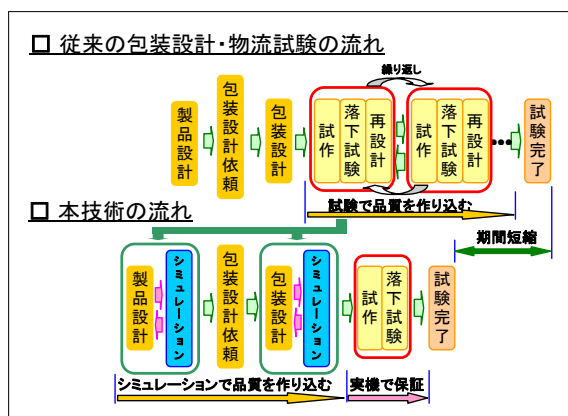 □ 従来の包装設計・物流試験の流れ
繰り返し
製品設計
包装設計依頼
包装設計
試作
落下試験
再設計
試作
落下試験
再設計
•••
試験完了
試験で品質を作り込む
□ 本技術の流れ
期間短縮
製品設計
シミュレーション
包装設計依頼
包装設計
シミュレーション
試作
落下試験
試験完了
シミュレーションで品質を作り込む
実機で保証